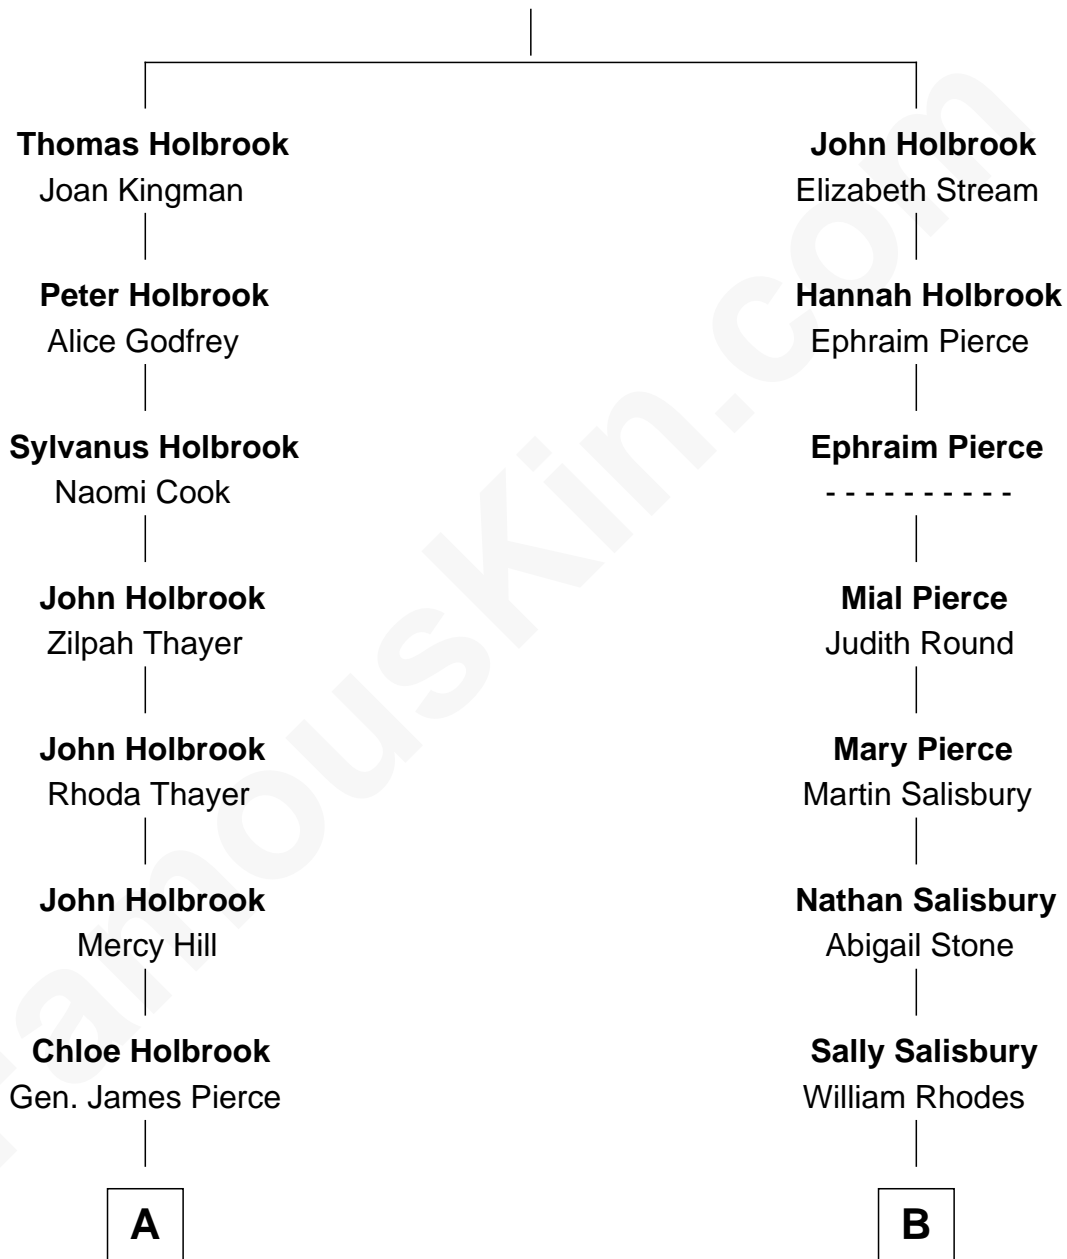 Thomas Holbrook
Joan Kingman
Peter Holbrook
Alice Godfrey
Sylvanus Holbrook
Naomi Cook
John Holbrook
Zilpah Thayer
John Holbrook
Rhoda Thayer
John Holbrook
Mercy Hill
Chloe Holbrook
Gen. James Pierce
A
John Holbrook
Elizabeth Stream
Hannah Holbrook
Ephraim Pierce
Ephraim Pierce
- - - - - - - - - -
Mial Pierce
Judith Round
Mary Pierce
Martin Salisbury
Nathan Salisbury
Abigail Stone
Sally Salisbury
William Rhodes
B
FamousKin.com